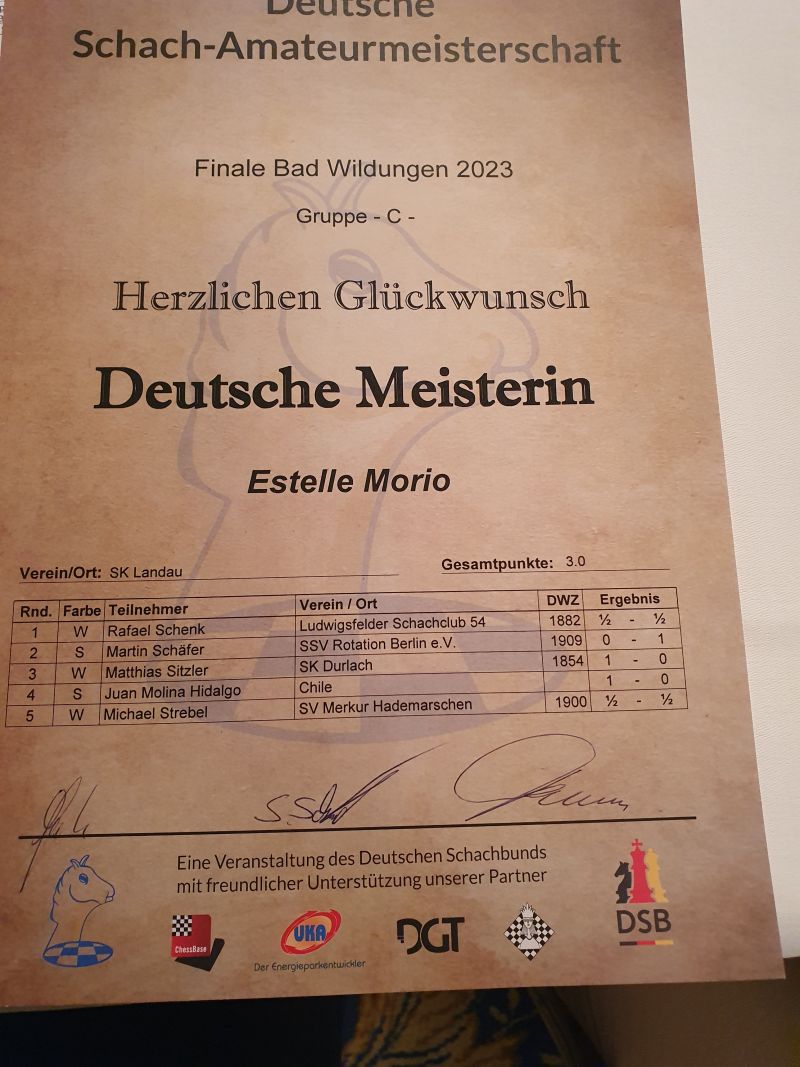 Deutsche
Schach-Amateurmeisterschaft
Finale Bad Wildungen 2023
Gruppe - C -
Herzlichen Glückwunsch
Deutsche Meisterin
Estelle Morio
Verein/Ort: SK Landau Gesamtpunkte: 3.0
Rnd. Farbe Teilnehmer Verein / Ort DWZ Ergebnis
1 W Rafael Schenk Ludwigsfelder Schachclub 54 1882 ½ - ½
2 S Martin Schäfer SSV Rotation Berlin e.V. 1909 0 - 1
3 W Matthias Sitzler SK Durlach 1854 1 - 0
4 S Juan Molina Hidalgo Chile 1 - 0
5 W Michael Strebel SV Merkur Hademarschen 1900 ½ - ½
Eine Veranstaltung des Deutschen Schachbunds
mit freundlicher Unterstützung unserer Partner
ChessBase
UKA
Der Energieparkentwickler
DGT
DSB